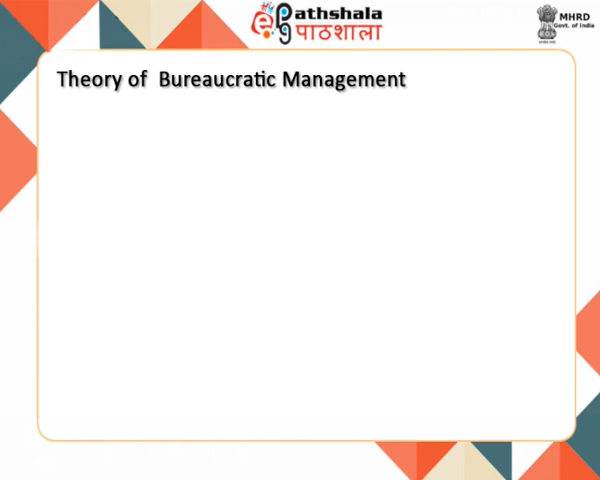 e Pathshala
पाठशाला
MHRD
Govt. of India
Theory of Bureaucratic Management